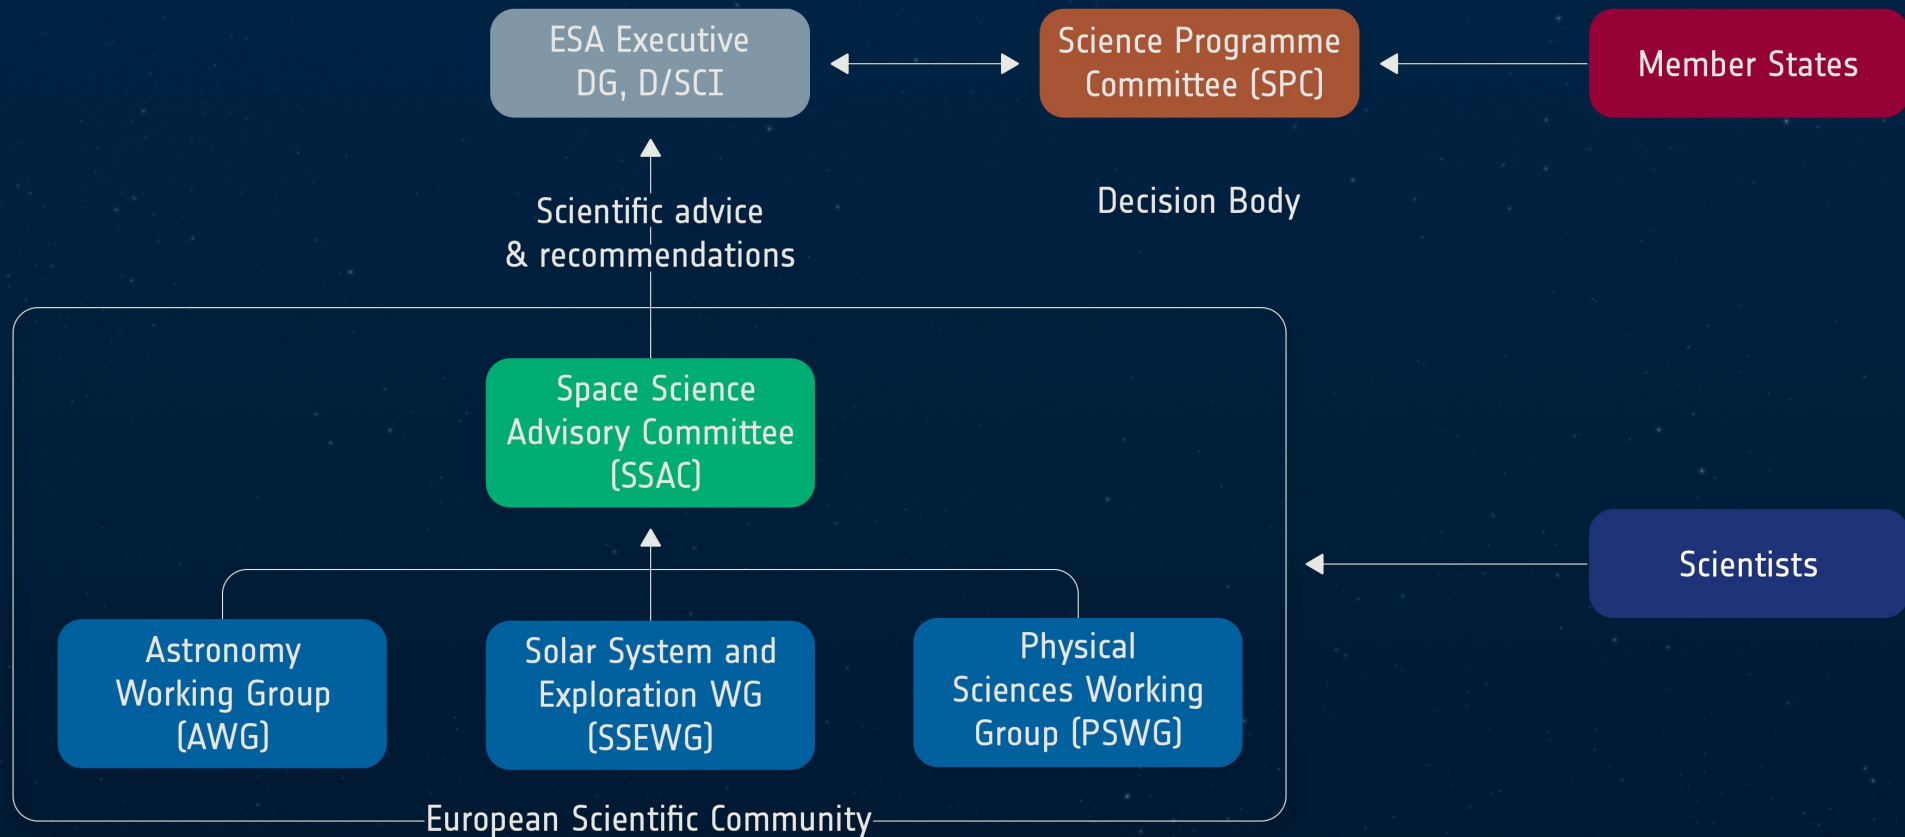 ESA Executive
DG, D/SCI
Science Programme
Committee (SPC)
Member States
Scientific advice
& recommendations
Decision Body
Space Science
Advisory Committee
(SSAC)
Scientists
Astronomy
Working Group
(AWG)
Solar System and
Exploration WG
(SSEWG)
Physical
Sciences Working
Group (PSWG)
European Scientific Community